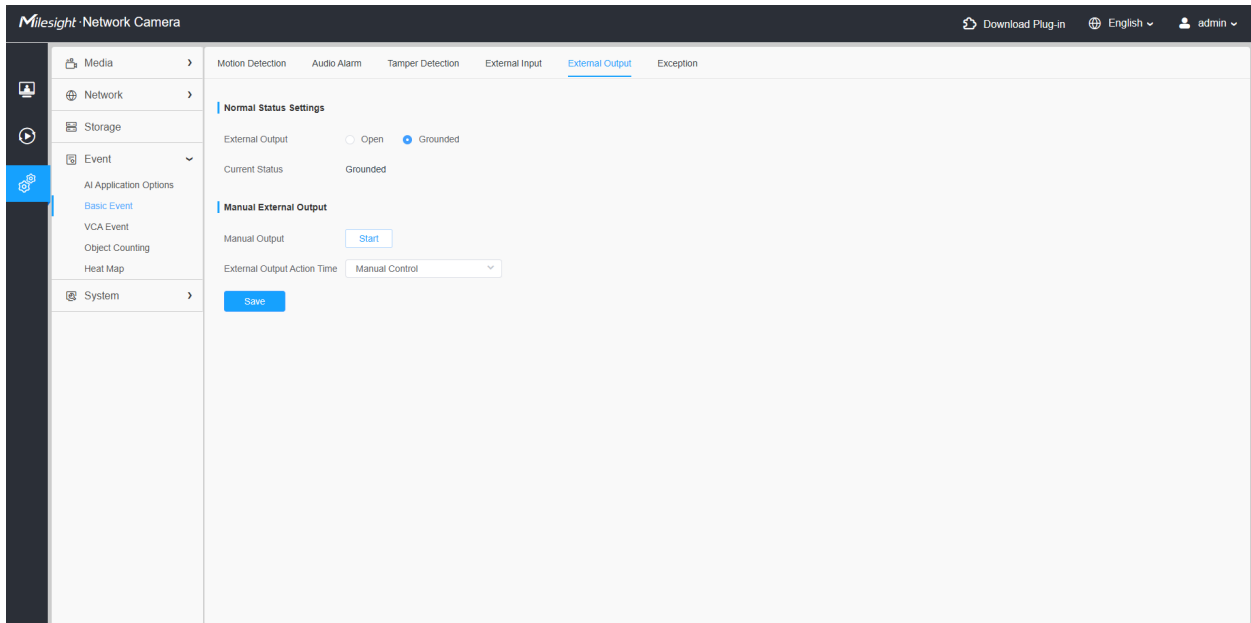 Milesight · Network Camera
Download Plug-in
English
admin
Media
Network
Storage
Event
AI Application Options
Basic Event
VCA Event
Object Counting
Heat Map
System
Motion Detection Audio Alarm Tamper Detection External Input External Output Exception
Normal Status Settings
External Output Open Grounded
Current Status Grounded
Manual External Output
Manual Output Start
External Output Action Time Manual Control
Save